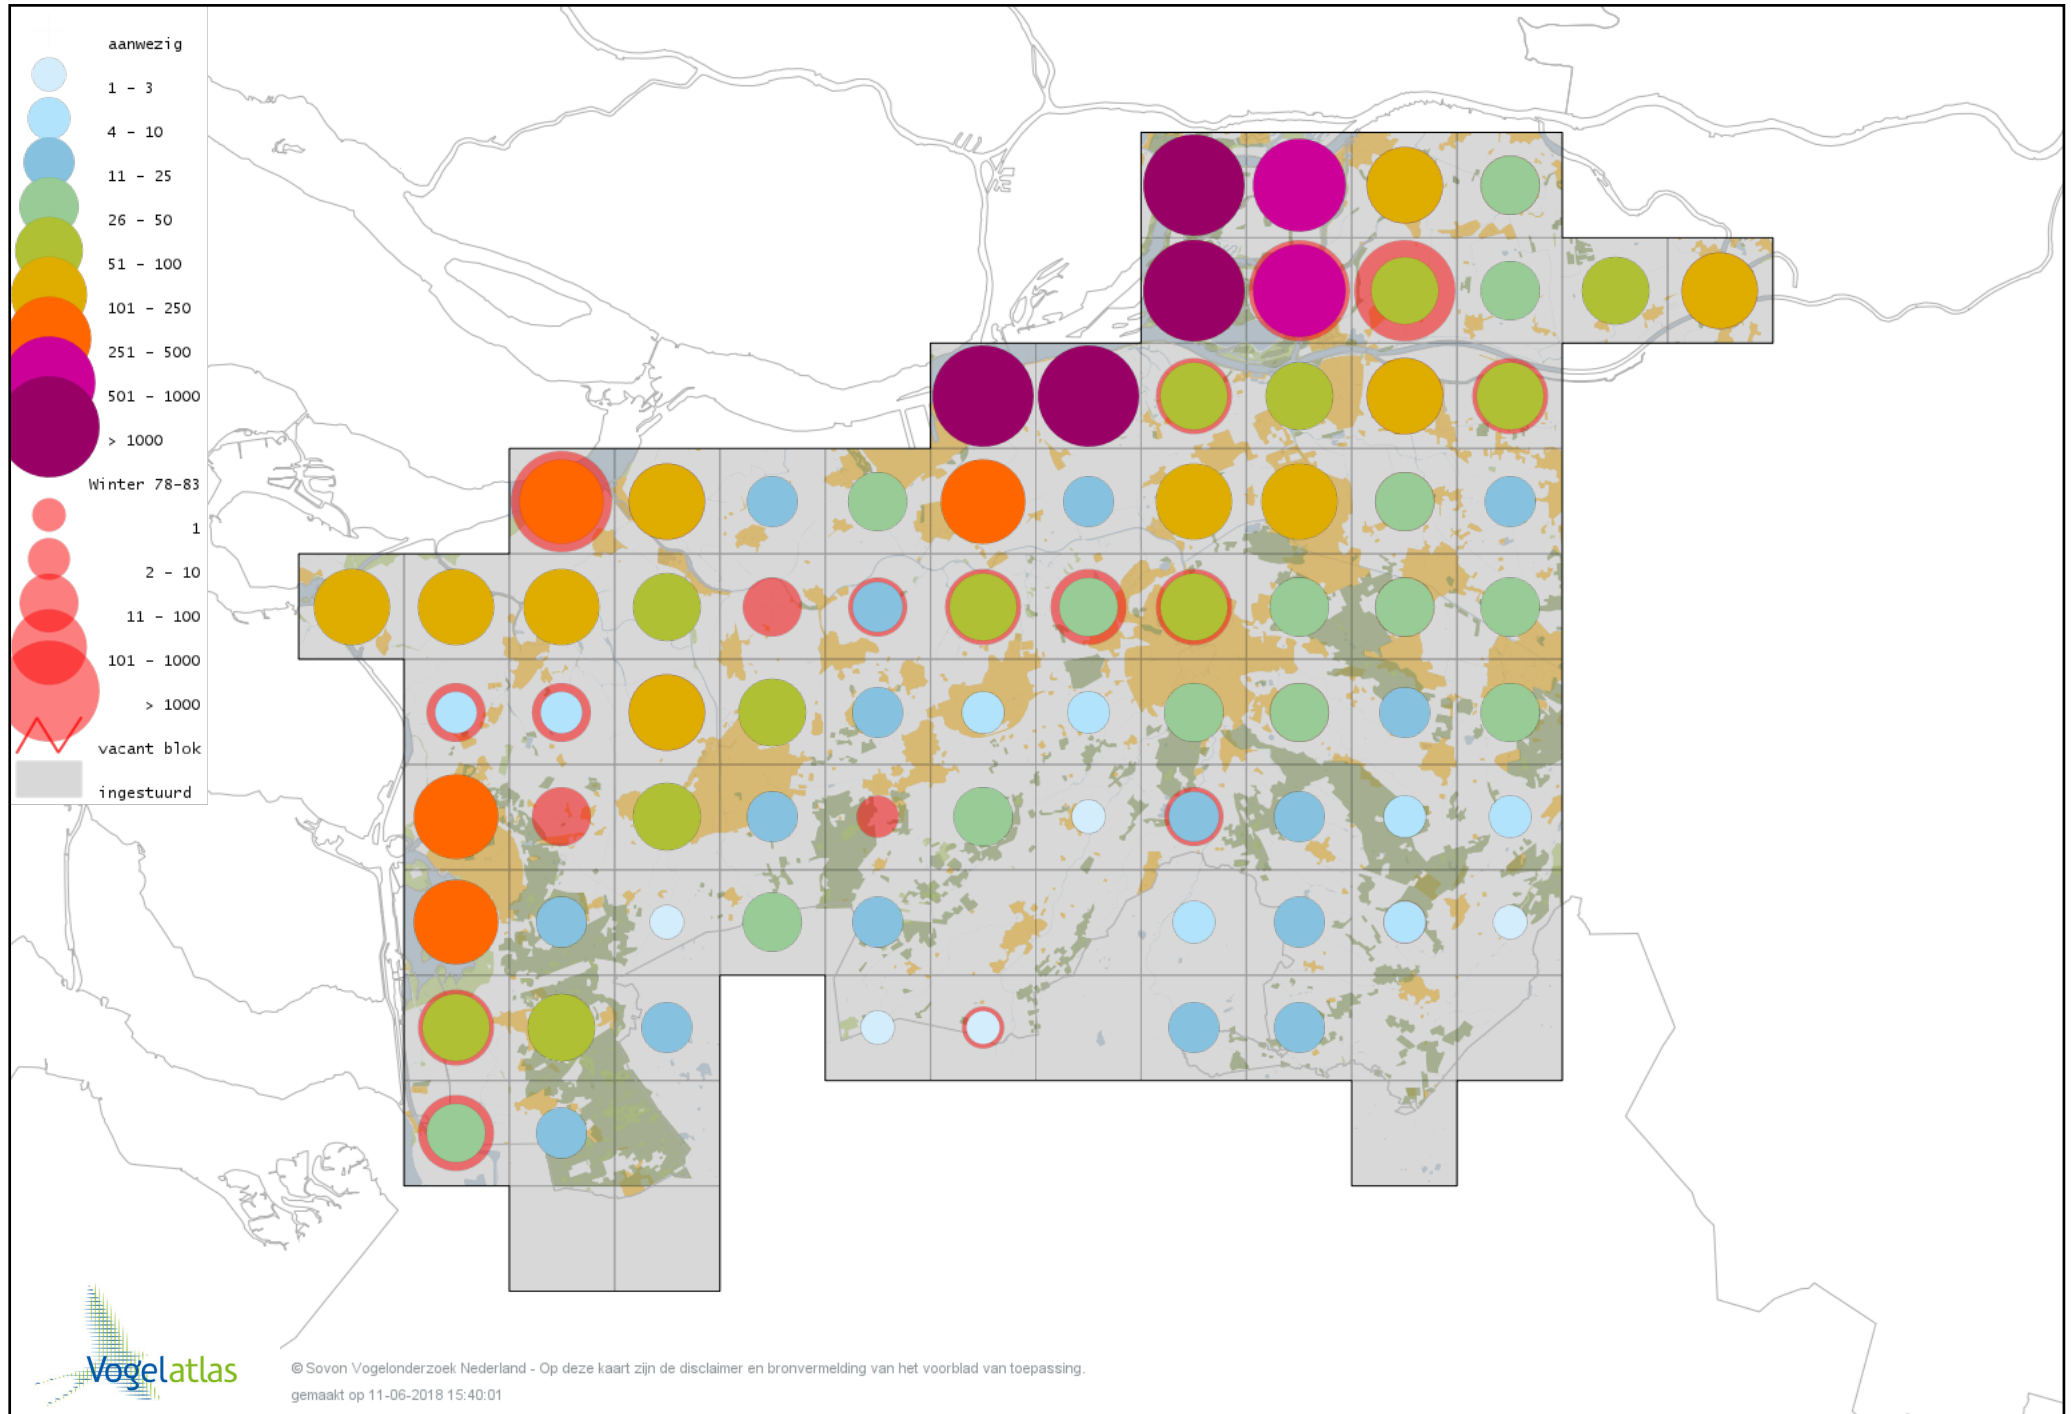 aanwezig
1 - 3
4 - 10
11 - 25
26 - 50
51 - 100
101 - 250
251 - 500
501 - 1000
> 1000
Winter 78-83
1
2 - 10
11 - 100
101 - 1000
> 1000
vacant blok
ingestuurd
Vogelatlas
© Sovon Vogelonderzoek Nederland - Op deze kaart zijn de disclaimer en bronvermelding van het voorblad van toepassing.
gemaakt op 11-06-2018 15:40:01